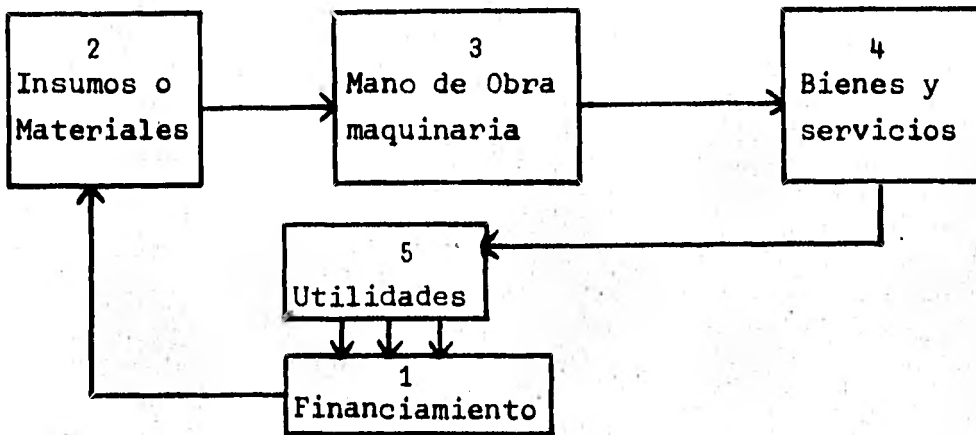 2
Insumos o
Materiales
3
Mano de Obra
maquinaria
4
Bienes y
servicios
5
Utilidades
1
Financiamiento